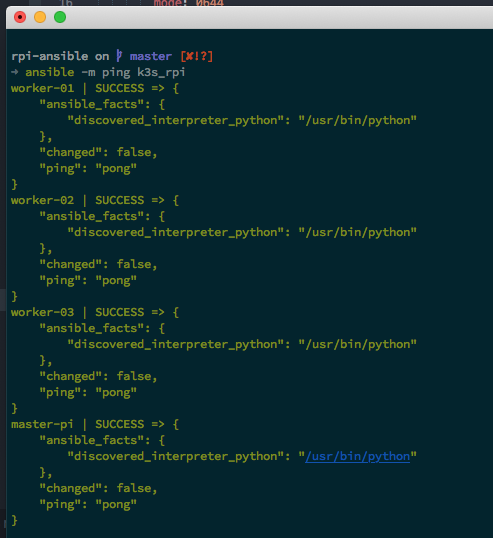 16 mode: 0644
rpi-ansible on master [✘!?]
➜ ansible -m ping k3s_rpi
worker-01 | SUCCESS => {
    "ansible_facts": {
        "discovered_interpreter_python": "/usr/bin/python"
    },
    "changed": false,
    "ping": "pong"
}
worker-02 | SUCCESS => {
    "ansible_facts": {
        "discovered_interpreter_python": "/usr/bin/python"
    },
    "changed": false,
    "ping": "pong"
}
worker-03 | SUCCESS => {
    "ansible_facts": {
        "discovered_interpreter_python": "/usr/bin/python"
    },
    "changed": false,
    "ping": "pong"
}
master-pi | SUCCESS => {
    "ansible_facts": {
        "discovered_interpreter_python": "/usr/bin/python"
    },
    "changed": false,
    "ping": "pong"
}